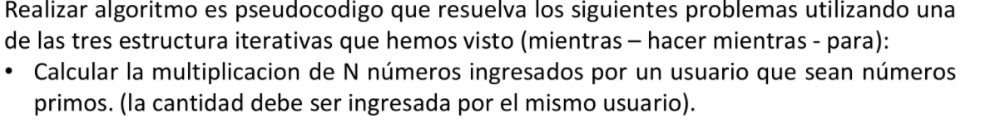 Realizar algoritmo es pseudocodigo que resuelva los siguientes problemas utilizando una
de las tres estructura iterativas que hemos visto (mientras – hacer mientras - para):
• Calcular la multiplicacion de N números ingresados por un usuario que sean números
primos. (la cantidad debe ser ingresada por el mismo usuario).